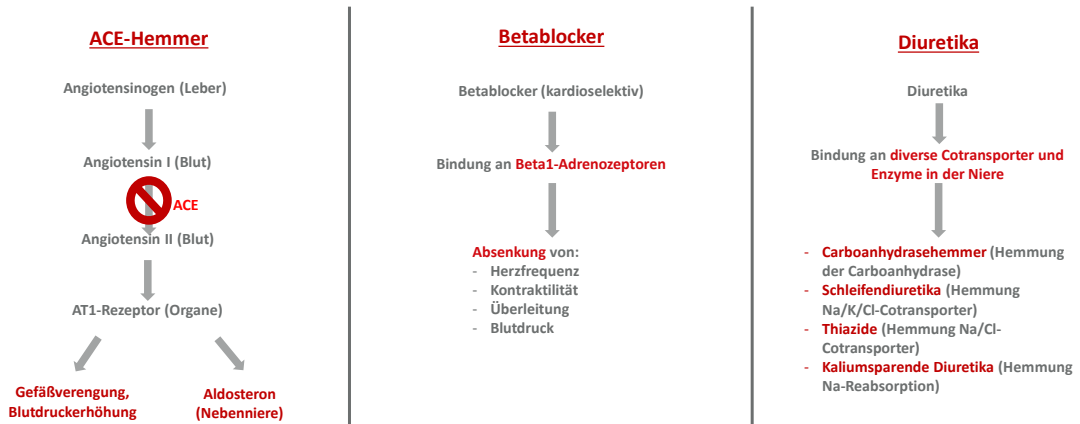 ACE-Hemmer
Angiotensinogen (Leber)
Angiotensin I (Blut)
ACE
Angiotensin II (Blut)
AT1-Rezeptor (Organe)
Gefäßverengung,
Blutdruckerhöhung
Aldosteron
(Nebenniere)
Betablocker
Betablocker (kardioselektiv)
Bindung an Beta1-Adrenozeptoren
Absenkung von:
- Herzfrequenz
- Kontraktilität
- Überleitung
- Blutdruck
Diuretika
Diuretika
Bindung an diverse Cotransporter und
Enzyme in der Niere
- Carboanhydrasehemmer (Hemmung
der Carboanhydrase)
- Schleifendiuretika (Hemmung
Na/K/Cl-Cotransporter)
- Thiazide (Hemmung Na/Cl-
Cotransporter)
- Kaliumsparende Diuretika (Hemmung
Na-Reabsorption)